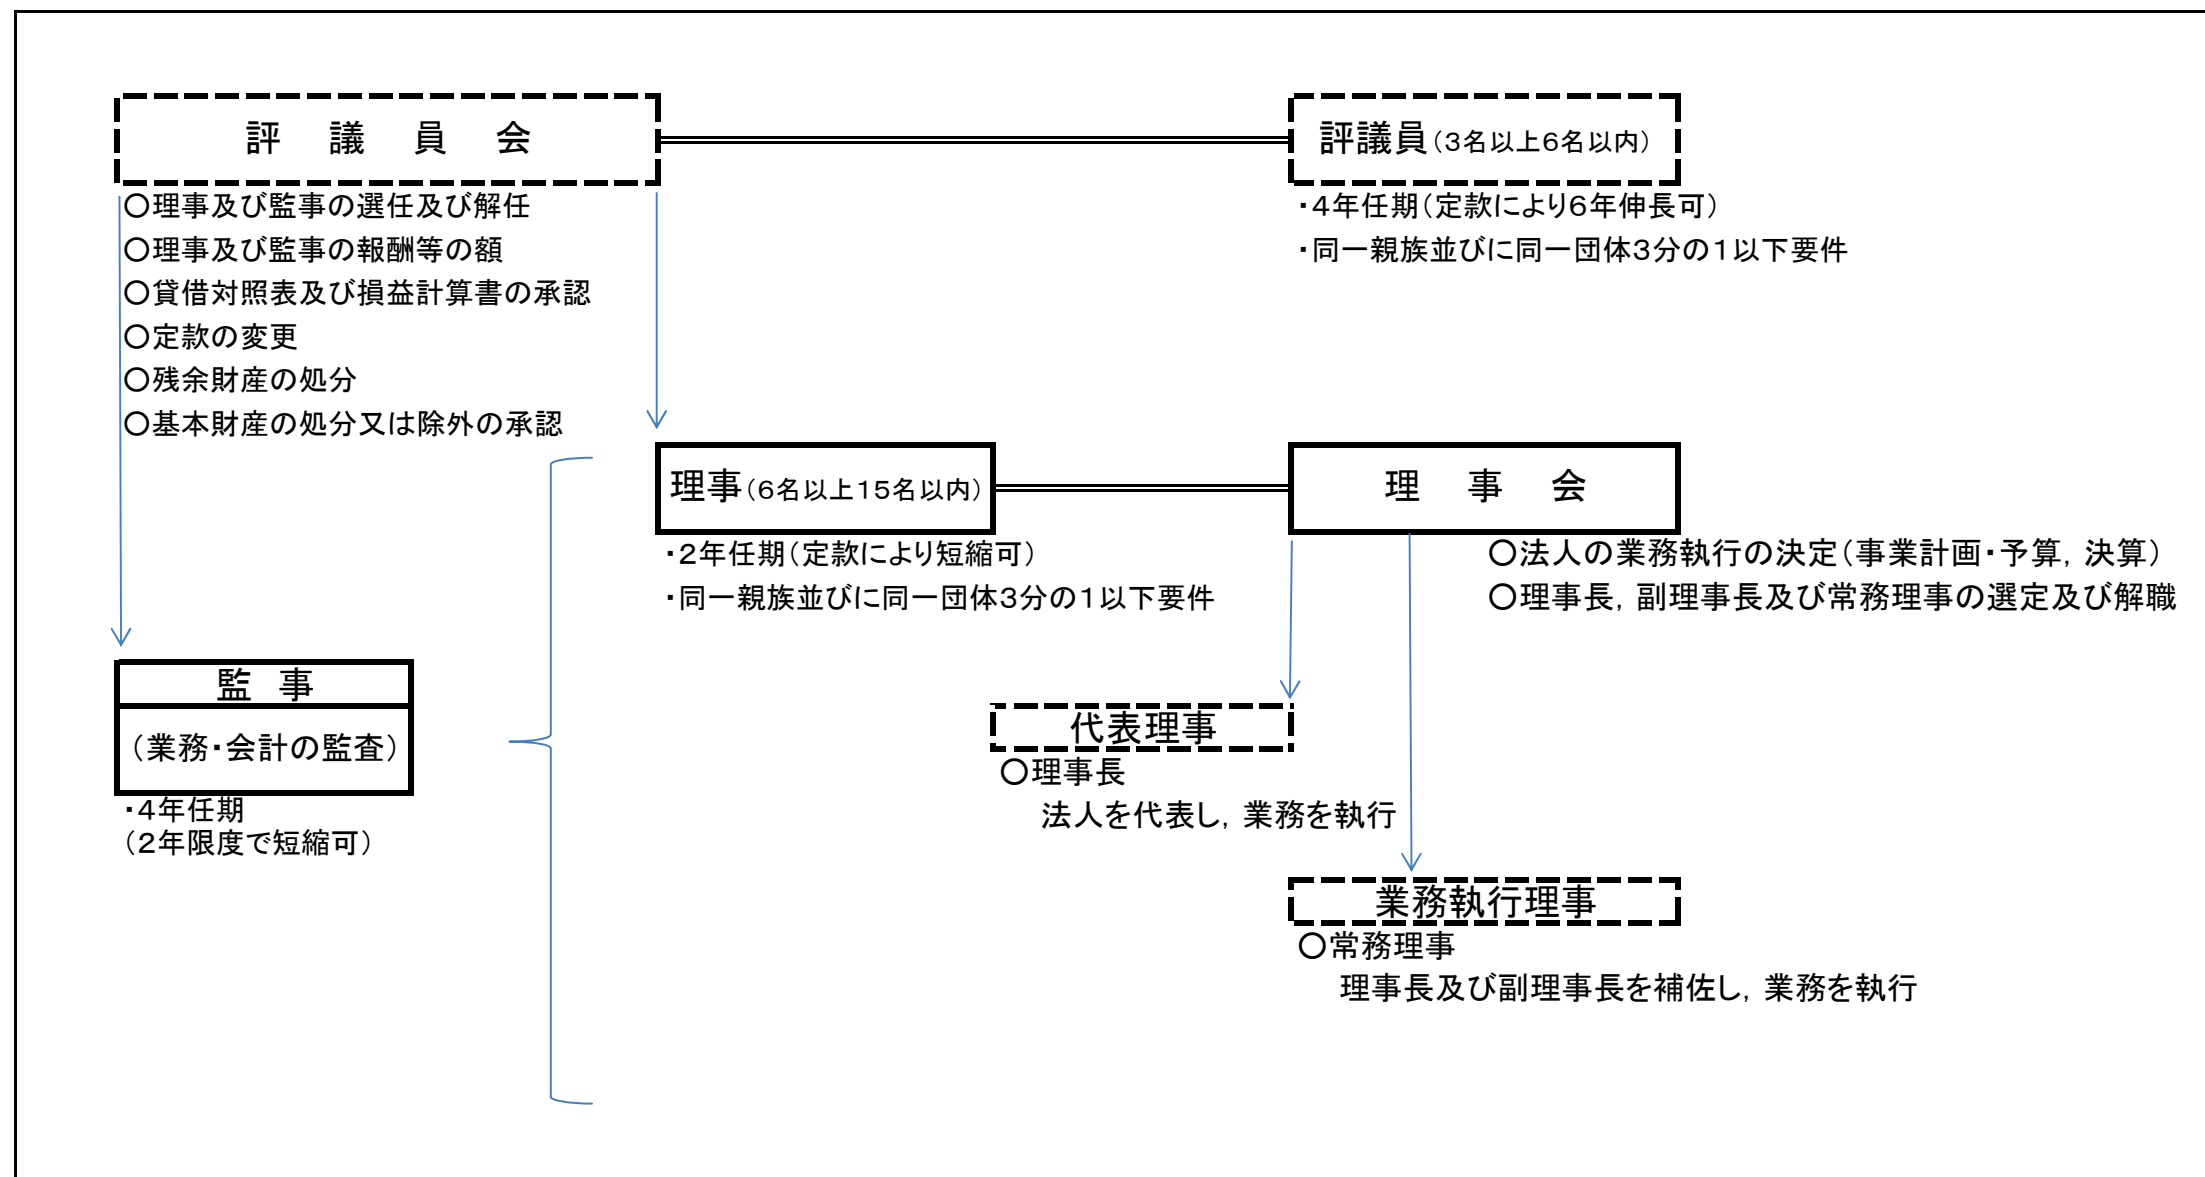 評 議 員 会
評議員(3名以上6名以内)
○理事及び監事の選任及び解任
○理事及び監事の報酬等の額
○貸借対照表及び損益計算書の承認
○定款の変更
○残余財産の処分
○基本財産の処分又は除外の承認
・4年任期(定款により6年伸長可)
・同一親族並びに同一団体3分の1以下要件
理事(6名以上15名以内)
理 事 会
・2年任期(定款により短縮可)
・同一親族並びに同一団体3分の1以下要件
○法人の業務執行の決定(事業計画・予算,決算)
○理事長,副理事長及び常務理事の選定及び解職
監 事
(業務・会計の監査)
・4年任期
(2年限度で短縮可)
代表理事
○理事長
法人を代表し,業務を執行
業務執行理事
○常務理事
理事長及び副理事長を補佐し,業務を執行